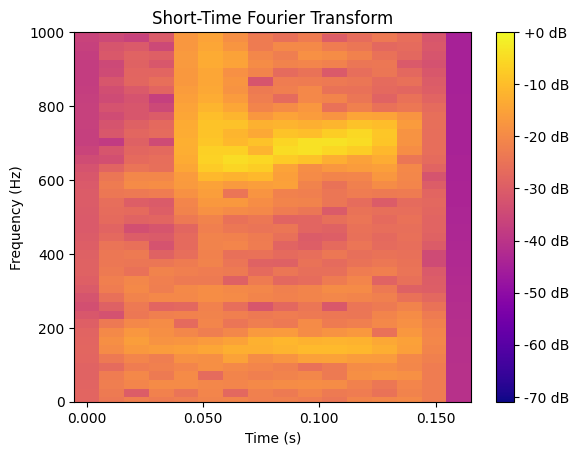 Short-Time Fourier Transform
1000
800
600
400
200
0
Frequency (Hz)
0.000
0.050
0.100
0.150
Time (s)
+0 dB
-10 dB
-20 dB
-30 dB
-40 dB
-50 dB
-60 dB
-70 dB